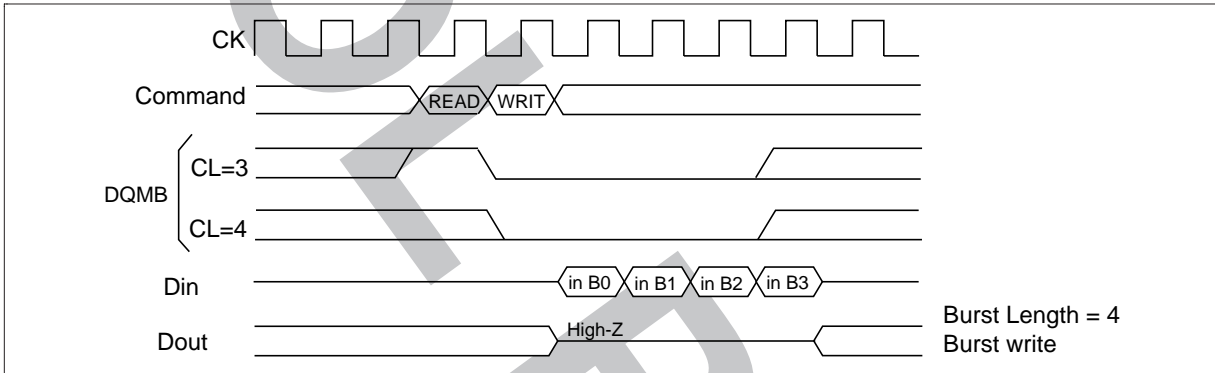 CK
Command
READ
WRIT
DQMB
CL=3
CL=4
Din
in B0
in B1
in B2
in B3
Dout
High-Z
Burst Length = 4
Burst write